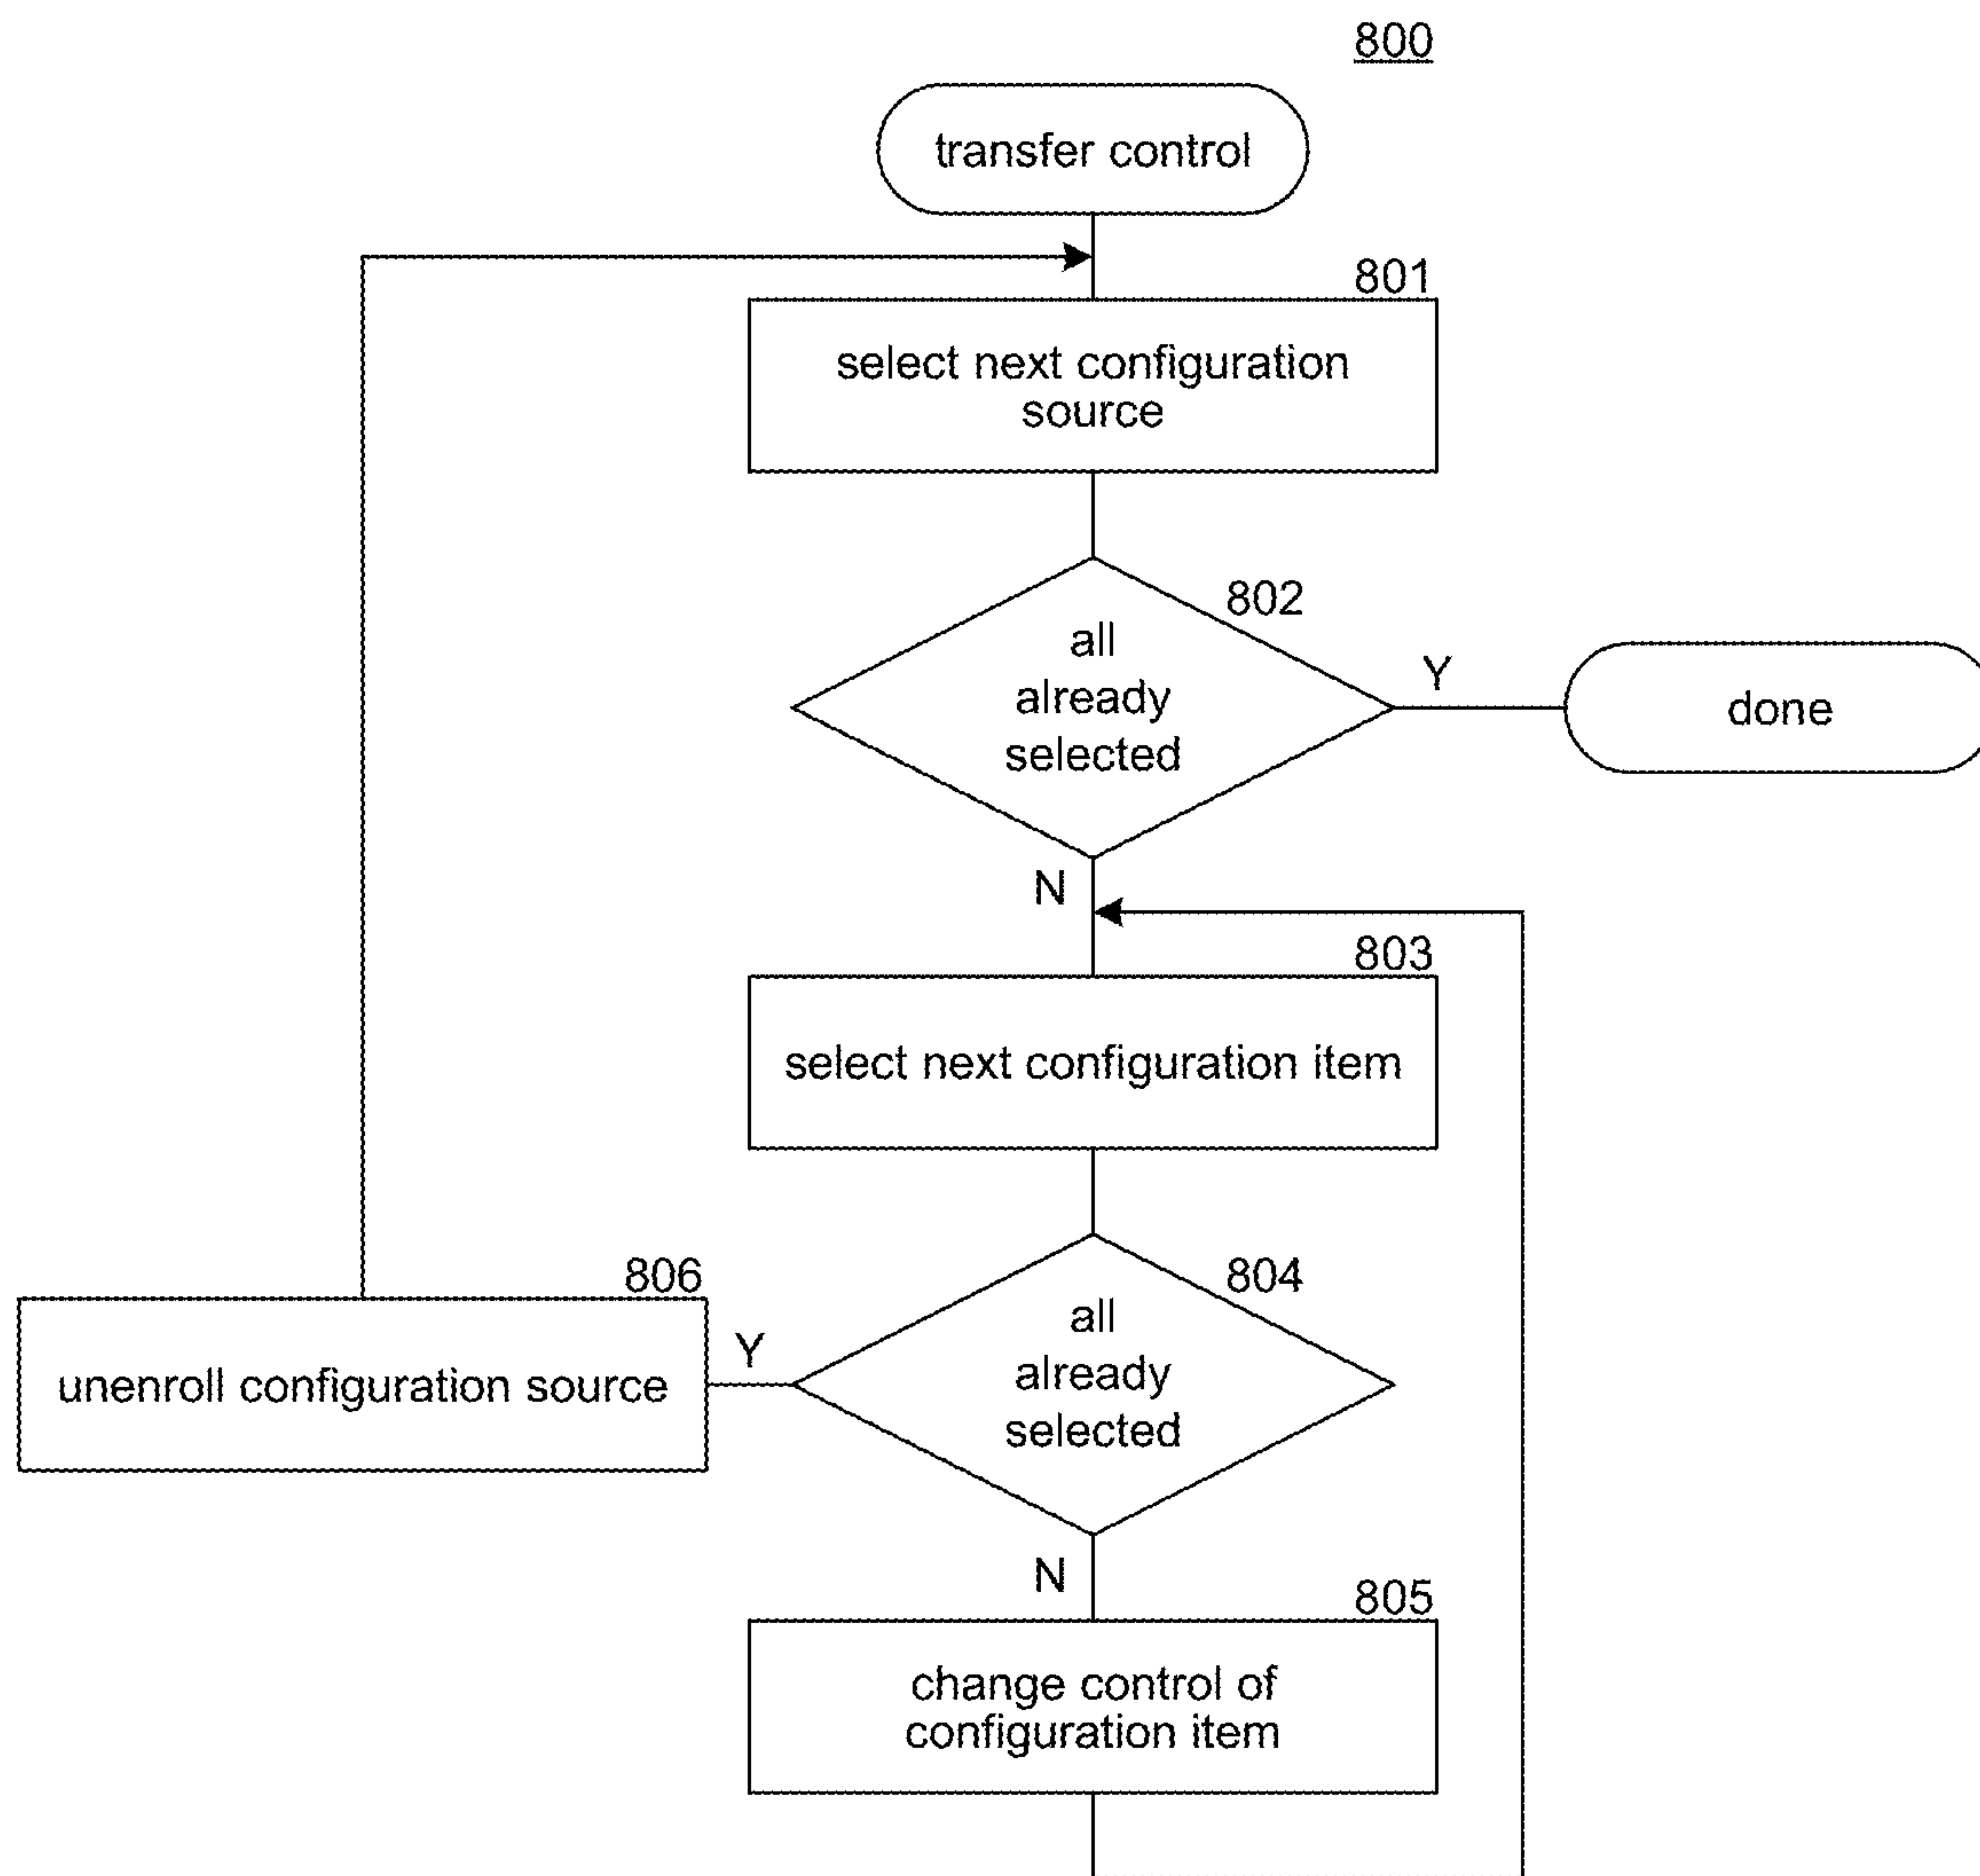 800
transfer control
801
select next configuration
source
802
all
already
selected
Y
done
N
803
select next configuration item
804
all
already
selected
806
Y
unenroll configuration source
N
805
change control of
configuration item